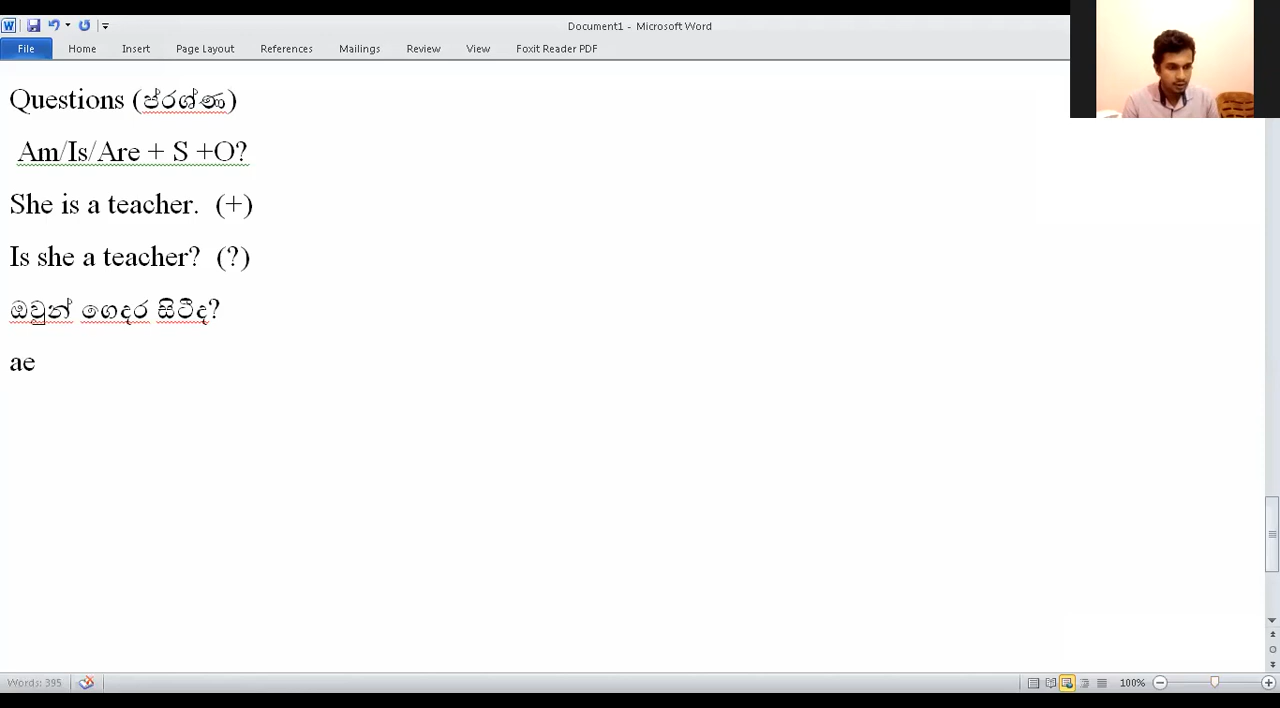 Document1 - Microsoft Word
File Home Insert Page Layout References Mailings Review View Foxit Reader PDF
Questions (ප්රශ්ණ)
Am/Is/Are + S +O?
She is a teacher. (+)
Is she a teacher? (?)
ඔවුන් ගෙදර සිටීද?
ae
Words: 395 100%